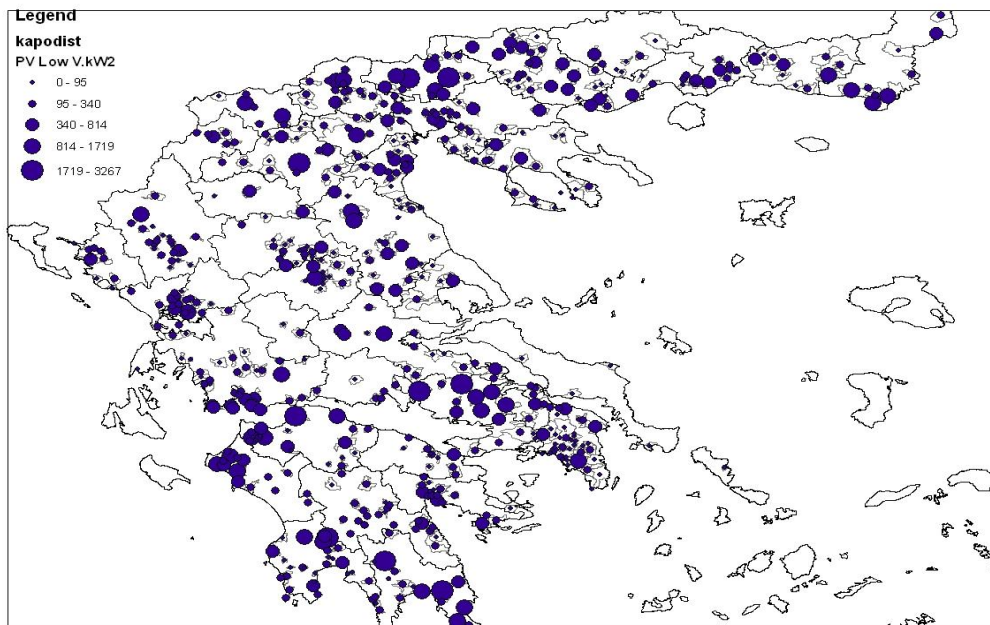 Legend
kapodist
PV Low V.kW2
0 - 95
95 - 340
340 - 814
814 - 1719
1719 - 3267